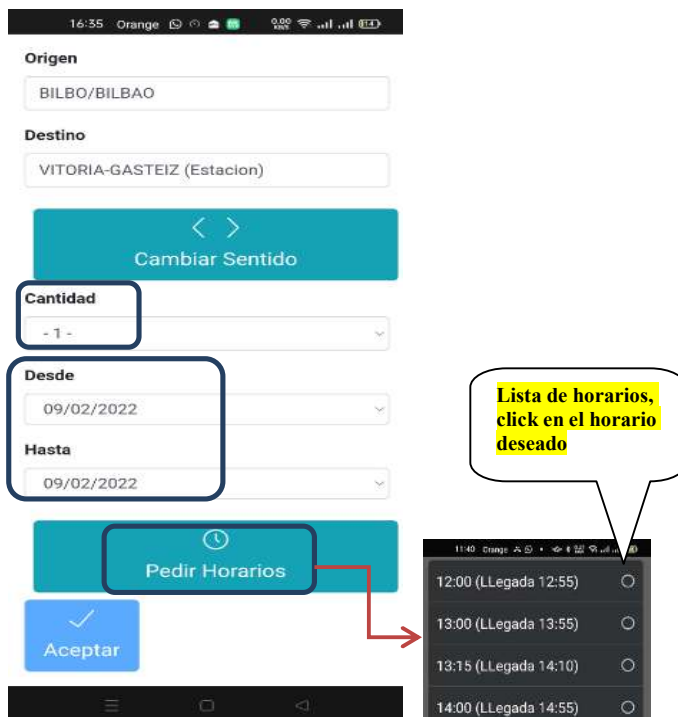 16:35 Orange
Origen
BILBO/BILBAO
Destino
VITORIA-GASTEIZ (Estacion)
Cambiar Sentido
Cantidad
- 1 -
Desde
09/02/2022
Hasta
09/02/2022
Pedir Horarios
Aceptar
Lista de horarios,
click en el horario
deseado
11:40 Orange
12:00 (LLegada 12:55)
13:00 (LLegada 13:55)
13:15 (LLegada 14:10)
14:00 (LLegada 14:55)